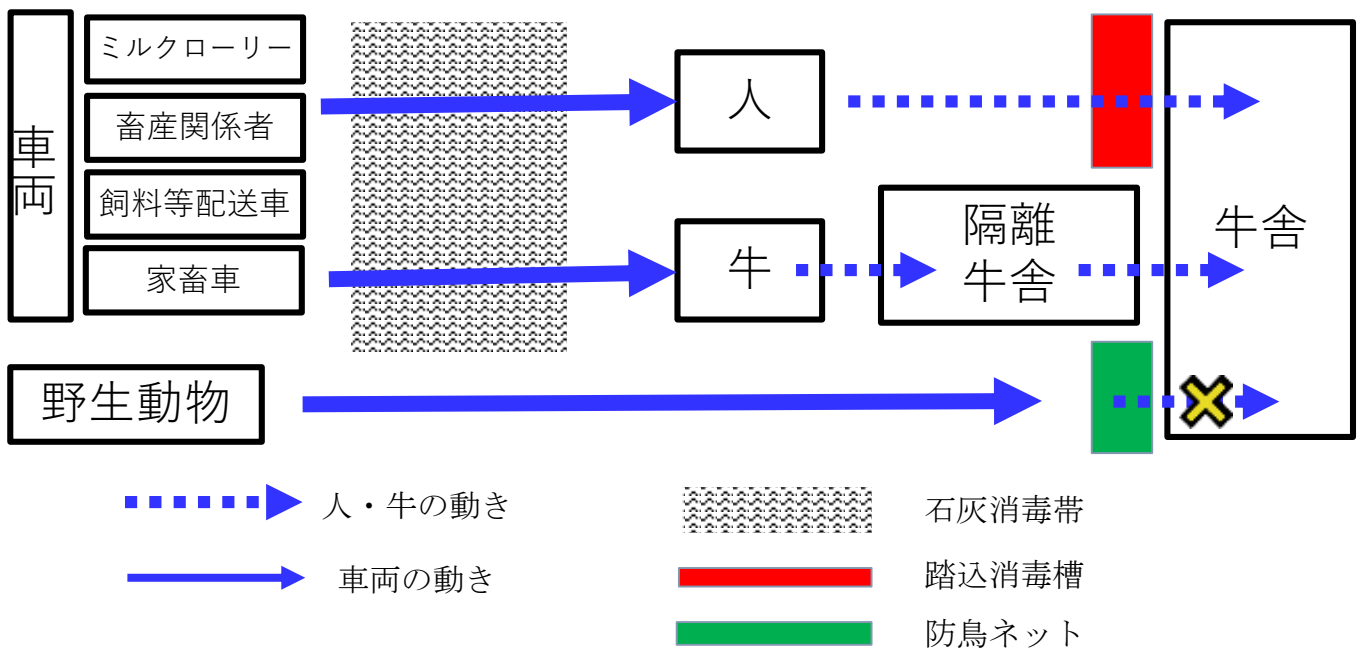 車両
ミルクローリー
畜産関係者
飼料等配送車
家畜車
人
牛
隔離
牛舎
牛舎
野生動物
人・牛の動き
車両の動き
石灰消毒帯
踏込消毒槽
防鳥ネット